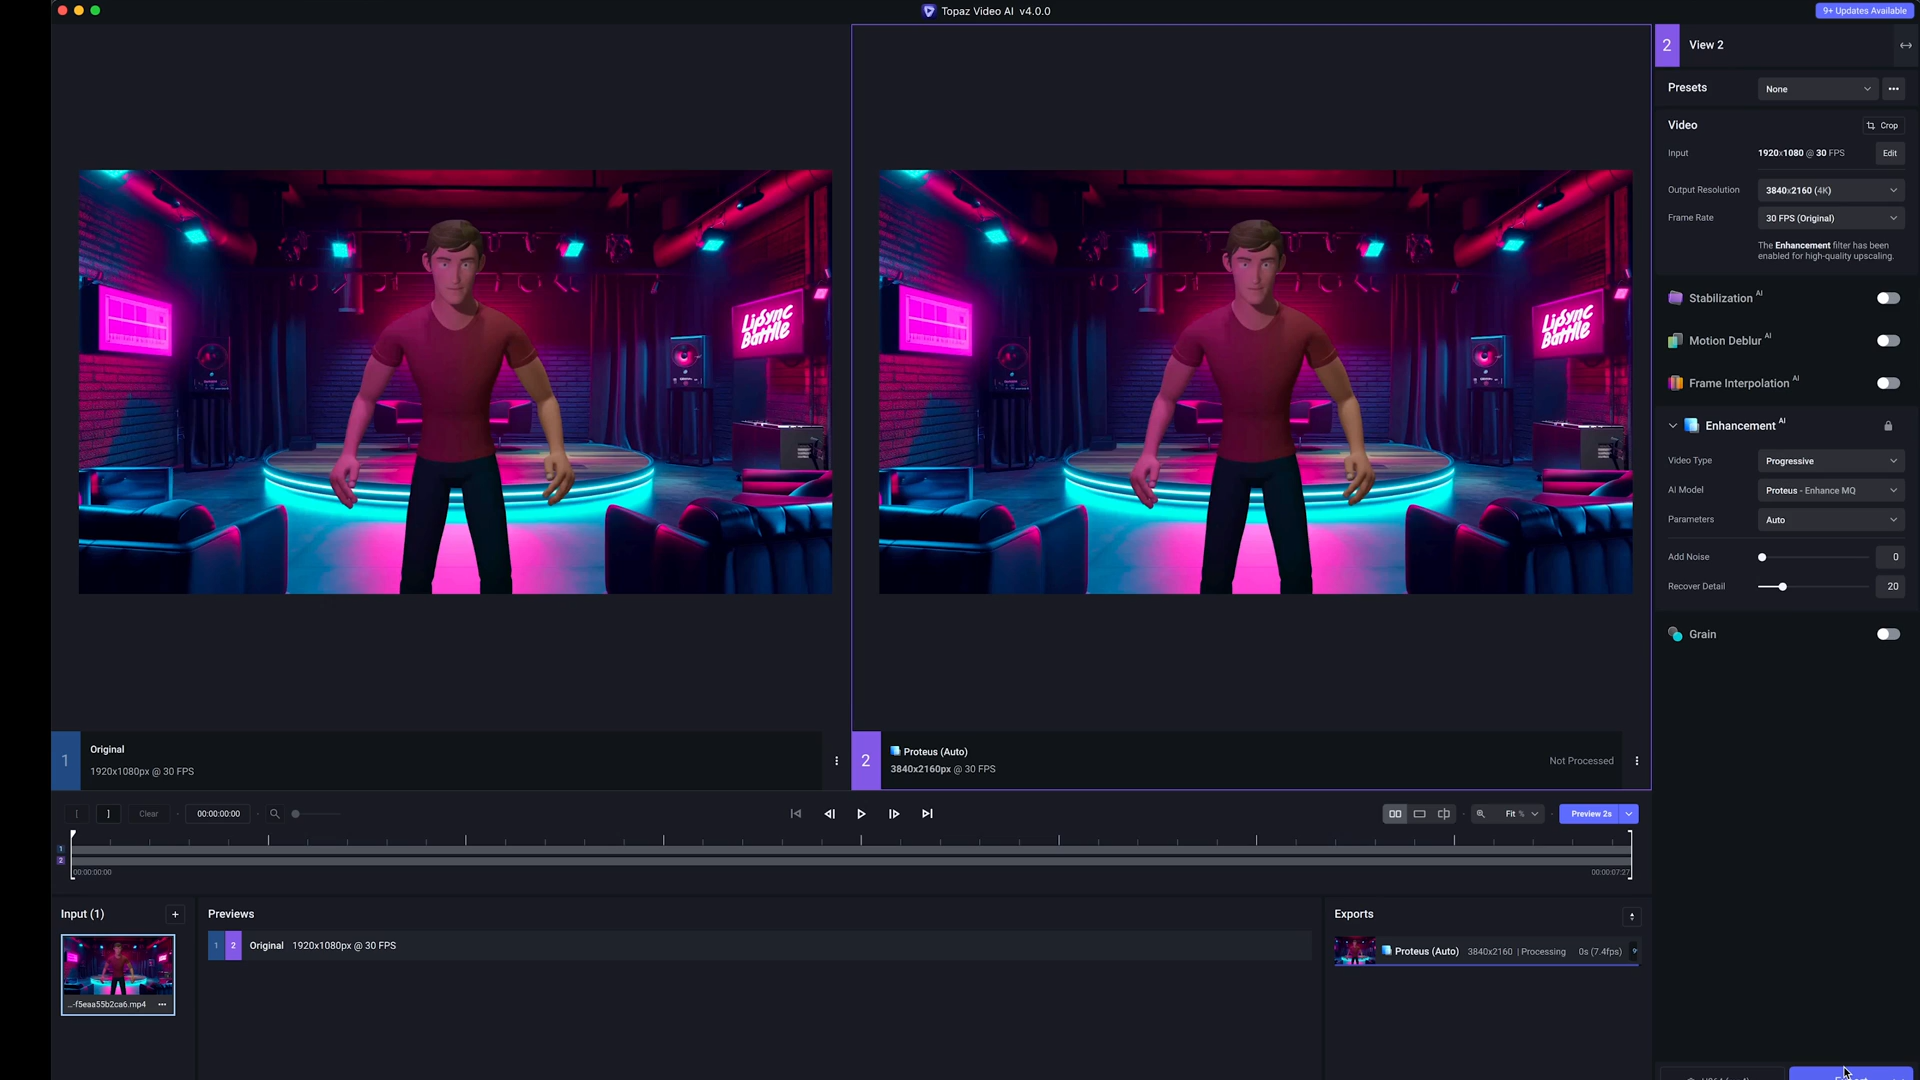 Topaz Video AI v4.0.0
9+ Updates Available
2
View 2
Presets
None
Video
Crop
Input
1920x1080 @ 30 FPS
Edit
Output Resolution
3840x2160 (4K)
Frame Rate
30 FPS (Original)
The Enhancement filter has been
enabled for high-quality upscaling.
Stabilization AI
Motion Deblur AI
Frame Interpolation AI
Enhancement AI
Video Type
Progressive
AI Model
Proteus - Enhance MQ
Parameters
Auto
Add Noise
0
Recover Detail
20
Grain
LipSync
Battle
LipSync
Battle
1
Original
1920x1080px @ 30 FPS
2
Proteus (Auto)
3840x2160px @ 30 FPS
Not Processed
[
]
Clear
00:00:00:00
Fit %
Preview 2s
1
2
00:00:00:00
00:00:07:27
Input (1)
+
Previews
Exports
1 2 Original 1920x1080px @ 30 FPS
Proteus (Auto) 3840x2160 | Processing 0s (7.4fps)
...-f5eaa55b2ca6.mp4